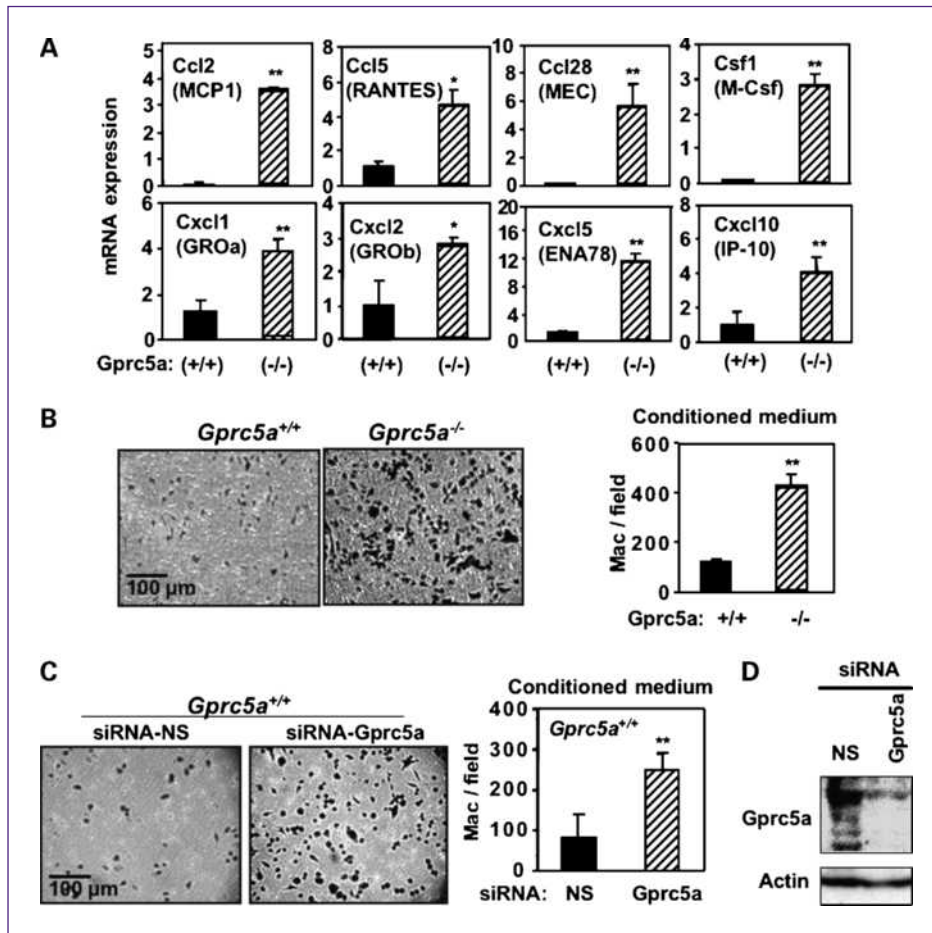 A
mRNA expression
5
4
3
2
1
0
Ccl2
(MCP1)
**
8
6
4
2
0
Ccl5
(RANTES)
*
10
8
6
4
2
0
Ccl28
(MEC)
**
4
3
2
1
0
Csf1
(M-Csf)
**
6
4
2
0
Cxcl1
(GROa)
**
4
3
2
1
0
Cxcl2
(GROb)
*
16
12
8
4
0
Cxcl5
(ENA78)
**
6
4
2
0
Cxcl10
(IP-10)
**
Gprc5a: (+/+) (-/-) (+/+) (-/-) (+/+) (-/-) (+/+) (-/-)
B
Gprc5a+/+ Gprc5a-/-
100 μm
Conditioned medium
Mac / field
600
400
200
0
**
Gprc5a: +/+ -/-
C
Gprc5a+/+
siRNA-NS siRNA-Gprc5a
100 μm
Conditioned medium
Mac / field
400
300
200
100
0
Gprc5a+/+
**
siRNA: NS Gprc5a
D
siRNA
NS Gprc5a
Gprc5a
Actin